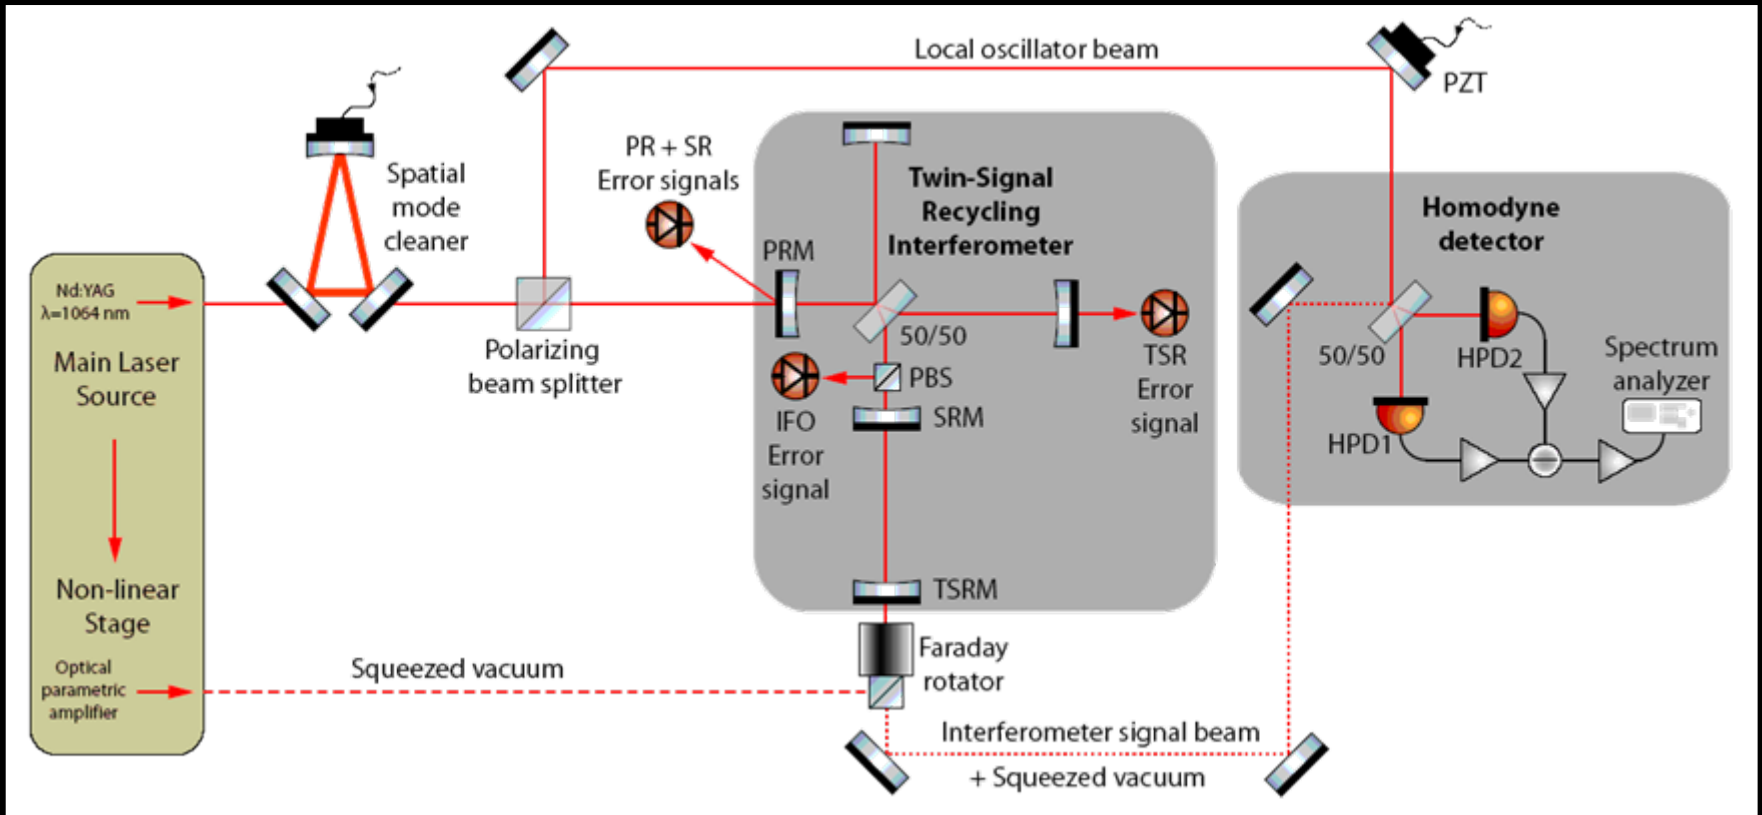 Local oscillator beam
PZT
PR + SR
Error signals
Spatial
mode
cleaner
Twin-Signal
Recycling
Interferometer
Homodyne
detector
PRM
Nd:YAG
λ=1064 nm
Main Laser
Source
Polarizing
beam splitter
50/50
PBS
IFO
Error
signal
SRM
TSR
Error
signal
50/50
HPD2
HPD1
Spectrum
analyzer
Non-linear
Stage
Optical
parametric
amplifier
Squeezed vacuum
TSRM
Faraday
rotator
Interferometer signal beam
+ Squeezed vacuum